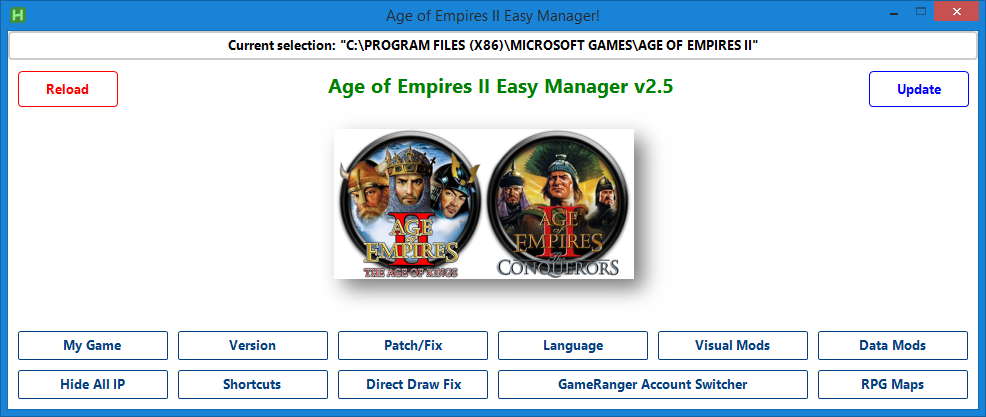 H
Age of Empires II Easy Manager!
Current selection: "C:\PROGRAM FILES (X86)\MICROSOFT GAMES\AGE OF EMPIRES II"
Reload
Age of Empires II Easy Manager v2.5
Update
II
AGE
of
EMPIRES
THE AGE OF KINGS
II
AGE
OF
EMPIRES
The
CONQUERORS
My Game
Version
Patch/Fix
Language
Visual Mods
Data Mods
Hide All IP
Shortcuts
Direct Draw Fix
GameRanger Account Switcher
RPG Maps